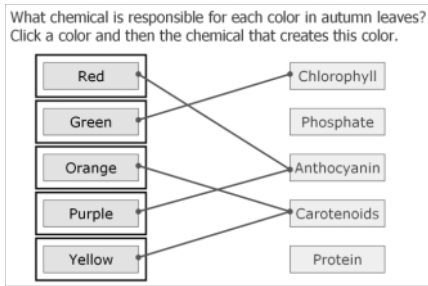 What chemical is responsible for each color in autumn leaves?
Click a color and then the chemical that creates this color.
Red
Chlorophyll
Green
Phosphate
Orange
Anthocyanin
Purple
Carotenoids
Yellow
Protein